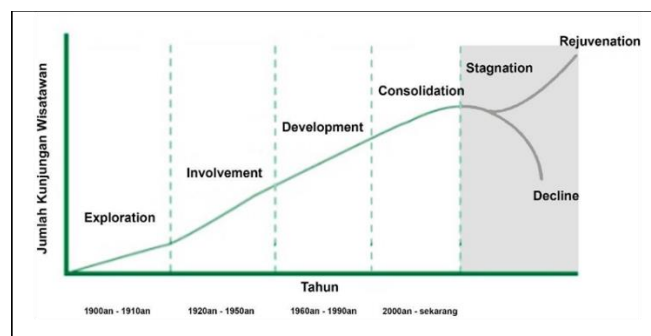 Rejuvenation
Stagnation
Consolidation
Development
Involvement
Exploration
Decline
Jumlah Kunjungan Wisatawan
Tahun
1900an - 1910an
1920an - 1950an
1960an - 1990an
2000an - sekarang